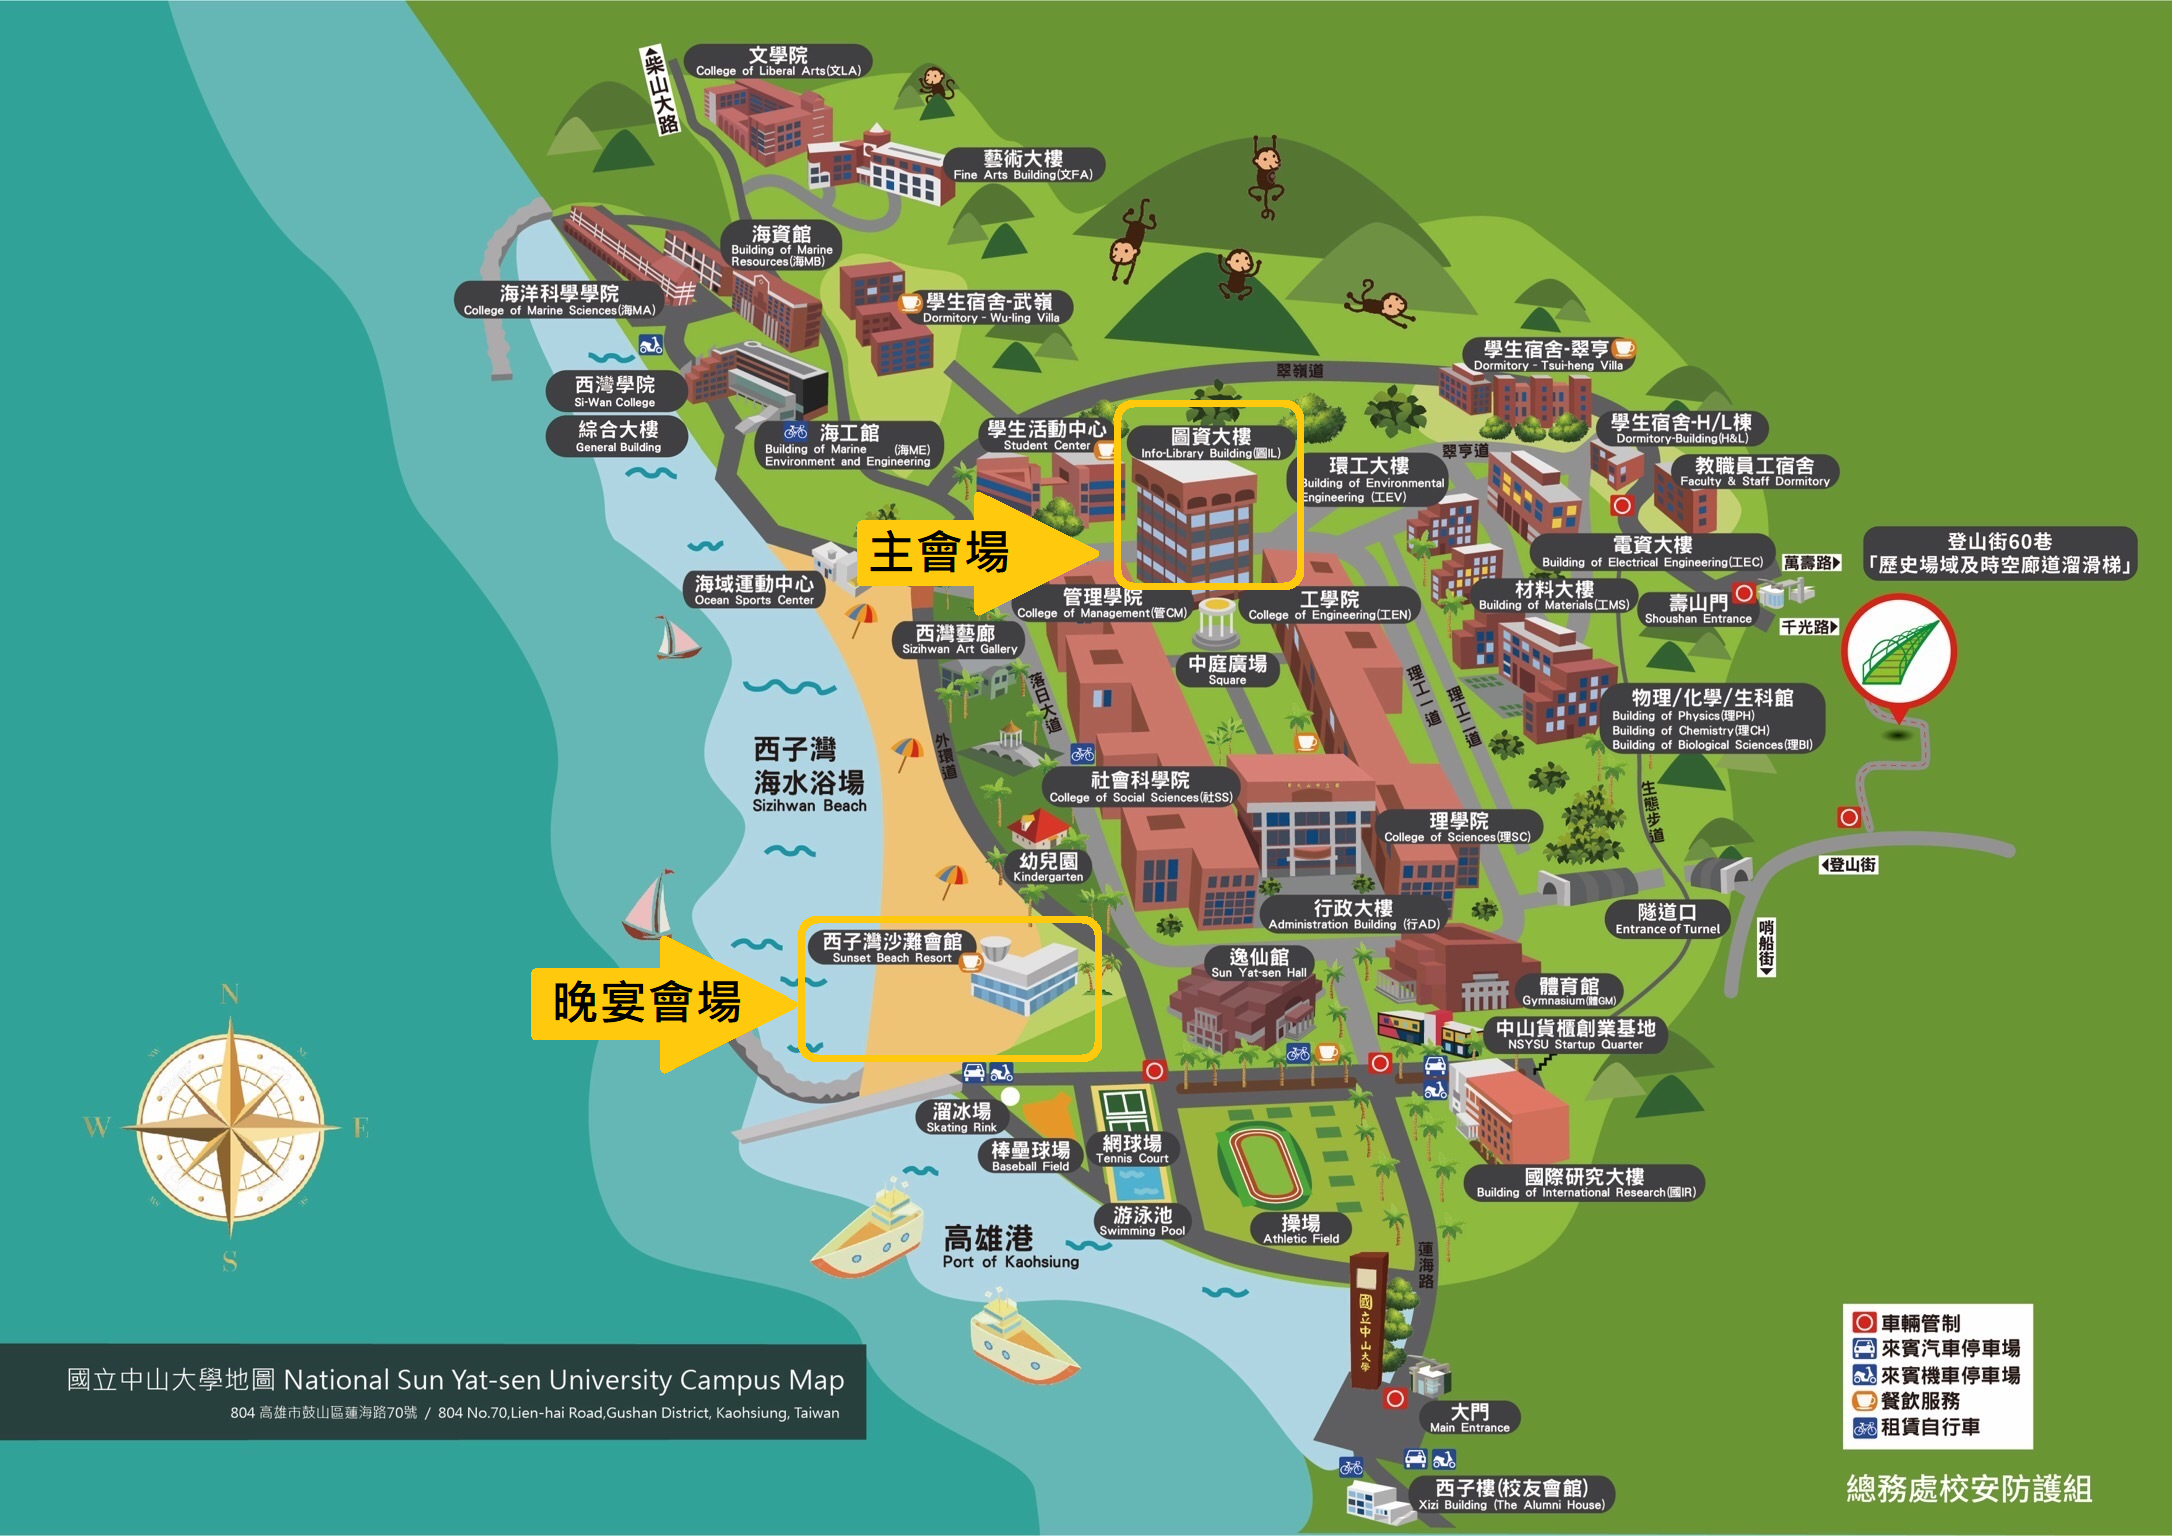 柴山大路
文學院
College of Liberal Arts(文LA)
藝術大樓
Fine Arts Building(文FA)
海資館
Building of Marine
Resources(海MB)
海洋科學學院
College of Marine Sciences(海MA)
學生宿舍-武嶺
Dormitory - Wu-ling Villa
西灣學院
Si-Wan College
綜合大樓
General Building
海工館
Building of Marine (海ME)
Environment and Engineering
學生活動中心
Student Center
翠嶺道
學生宿舍-翠亨
Dormitory - Tsui-heng Villa
圖資大樓
Info-Library Building(圖IL)
環工大樓
Building of Environmental
Engineering (工EV)
翠亨道
學生宿舍-H/L棟
Dormitory-Building(H&L)
教職員工宿舍
Faculty & Staff Dormitory
主會場
電資大樓
Building of Electrical Engineering(工EC)
萬壽路
登山街60巷
「歷史場域及時空廊道溜滑梯」
海域運動中心
Ocean Sports Center
管理學院
College of Management(管CM)
工學院
College of Engineering(工EN)
材料大樓
Building of Materials(工MS)
壽山門
Shoushan Entrance
千光路
西灣藝廊
Sizihwan Art Gallery
中庭廣場
Square
落日大道
理工一道
理工二道
物理/化學/生科館
Building of Physics(理PH)
Building of Chemistry(理CH)
Building of Biological Sciences(理BI)
西子灣
海水浴場
Sizihwan Beach
外環道
社會科學院
College of Social Sciences(社SS)
理學院
College of Sciences(理SC)
生態步道
幼兒園
Kindergarten
登山街
行政大樓
Administration Building (行AD)
隧道口
Entrance of Tunnel
哨船街
西子灣沙灘會館
Sunset Beach Resort
晚宴會場
逸仙館
Sun Yat-sen Hall
體育館
Gymnasium(體GM)
中山貨櫃創業基地
NSYSU Startup Quarter
溜冰場
Skating Rink
棒壘球場
Baseball Field
網球場
Tennis Court
國際研究大樓
Building of International Research(國IR)
游泳池
Swimming Pool
操場
Athletic Field
高雄港
Port of Kaohsiung
蓮海路
國立中山大學
大門
Main Entrance
西子樓(校友會館)
Xizi Building (The Alumni House)
N
W
E
S
國立中山大學地圖 National Sun Yat-sen University Campus Map
804 高雄市鼓山區蓮海路70號 / 804 No.70,Lien-hai Road,Gushan District, Kaohsiung, Taiwan
車輛管制
來賓汽車停車場
來賓機車停車場
餐飲服務
租賃自行車
總務處校安防護組